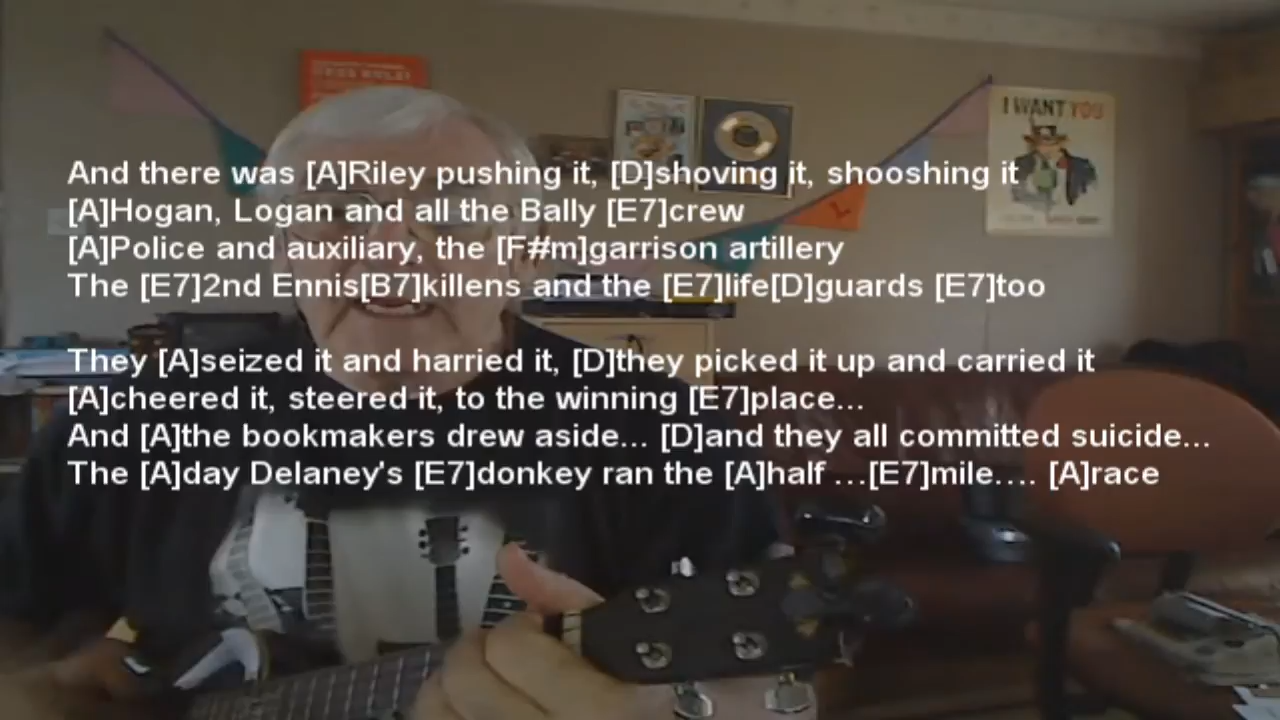 I WANT YOU
And there was [A]Riley pushing it, [D]shoving it, shooshing it
[A]Hogan, Logan and all the Bally [E7]crew
[A]Police and auxiliary, the [F#m]garrison artillery
The [E7]2nd Ennis[B7]killens and the [E7]life[D]guards [E7]too
They [A]seized it and harried it, [D]they picked it up and carried it
[A]cheered it, steered it, to the winning [E7]place...
And [A]the bookmakers drew aside... [D]and they all committed suicide...
The [A]day Delaney's [E7]donkey ran the [A]half ...[E7]mile.... [A]race